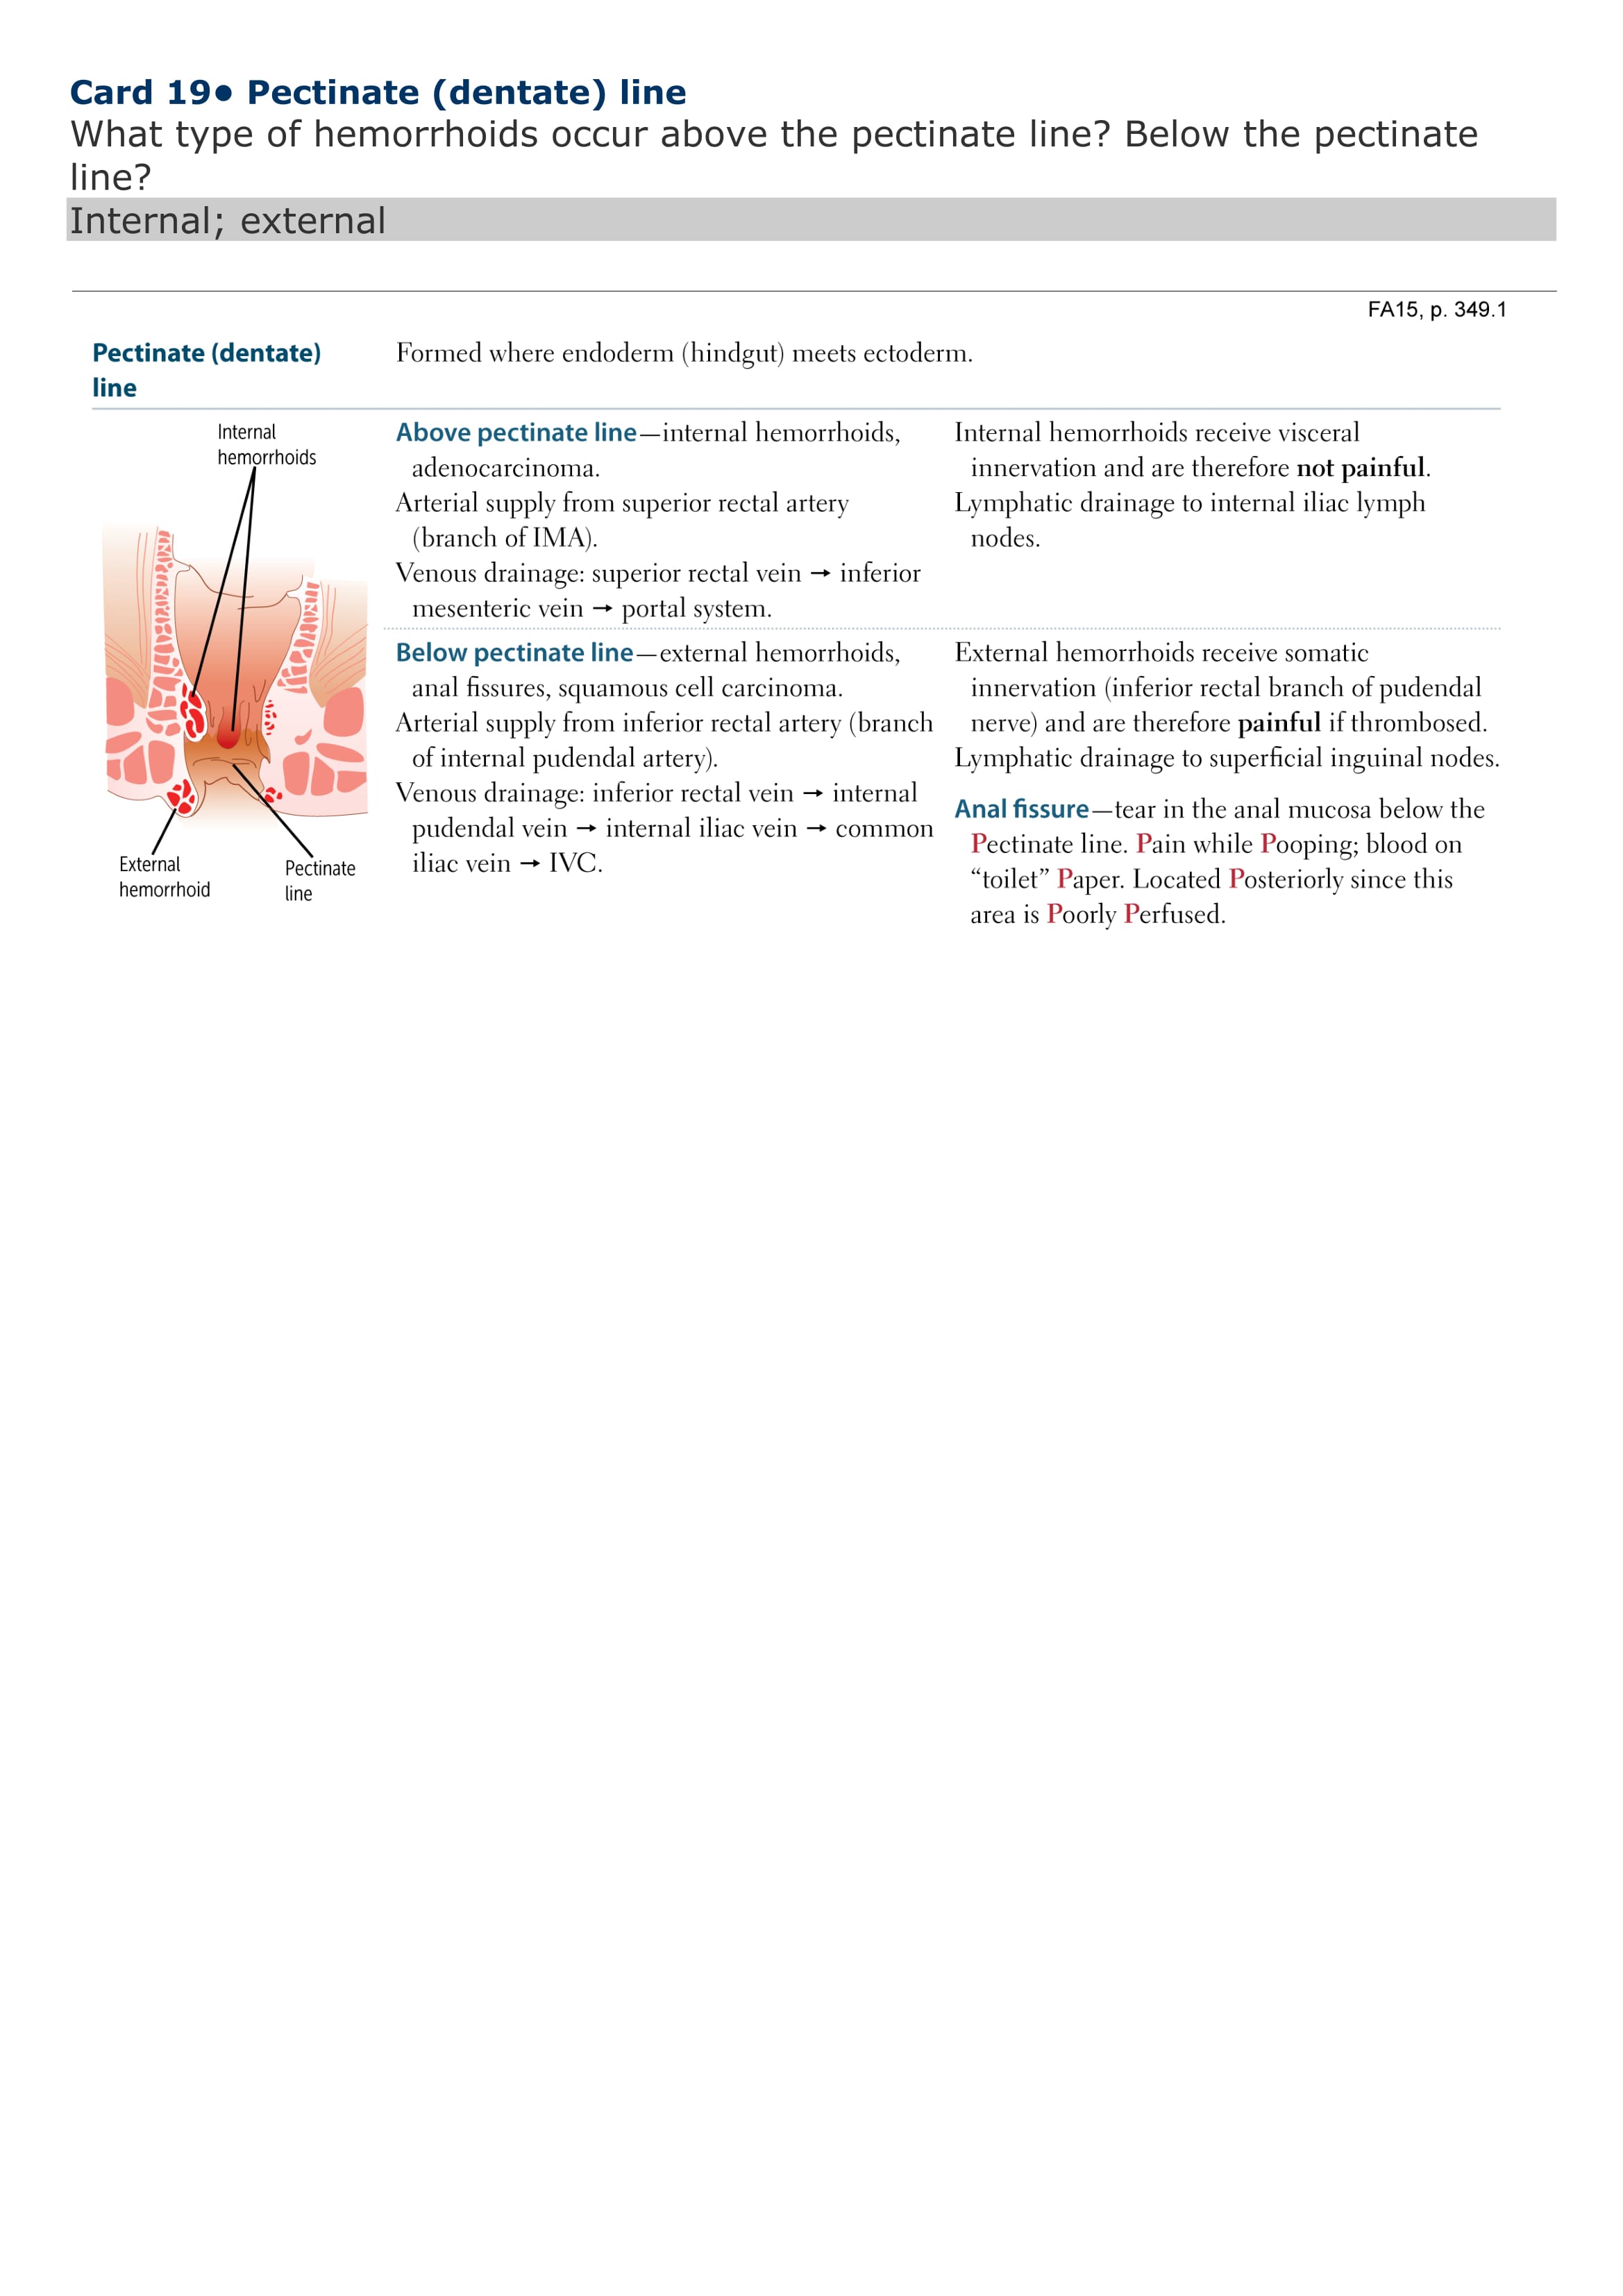 Card 19• Pectinate (dentate) line
What type of hemorrhoids occur above the pectinate line? Below the pectinate
line?
Internal; external
FA15, p. 349.1
Pectinate (dentate)
line
Formed where endoderm (hindgut) meets ectoderm.
Internal
hemorrhoids
External
hemorrhoid
Pectinate
line
Above pectinate line—internal hemorrhoids,
adenocarcinoma.
Arterial supply from superior rectal artery
(branch of IMA).
Venous drainage: superior rectal vein → inferior
mesenteric vein → portal system.
Internal hemorrhoids receive visceral
innervation and are therefore not painful.
Lymphatic drainage to internal iliac lymph
nodes.
Below pectinate line—external hemorrhoids,
anal fissures, squamous cell carcinoma.
Arterial supply from inferior rectal artery (branch
of internal pudendal artery).
Venous drainage: inferior rectal vein → internal
pudendal vein → internal iliac vein → common
iliac vein → IVC.
External hemorrhoids receive somatic
innervation (inferior rectal branch of pudendal
nerve) and are therefore painful if thrombosed.
Lymphatic drainage to superficial inguinal nodes.
Anal fissure—tear in the anal mucosa below the
Pectinate line. Pain while Pooping; blood on
“toilet” Paper. Located Posteriorly since this
area is Poorly Perfused.